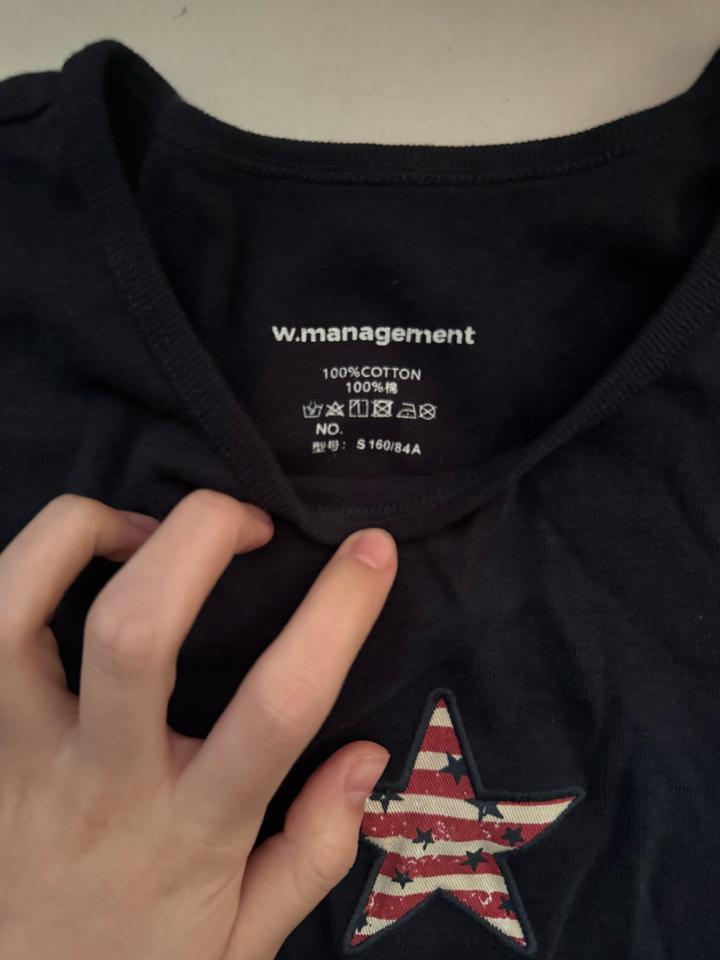 w.management
100%COTTON
100%棉
NO.
型号: S 160/84A